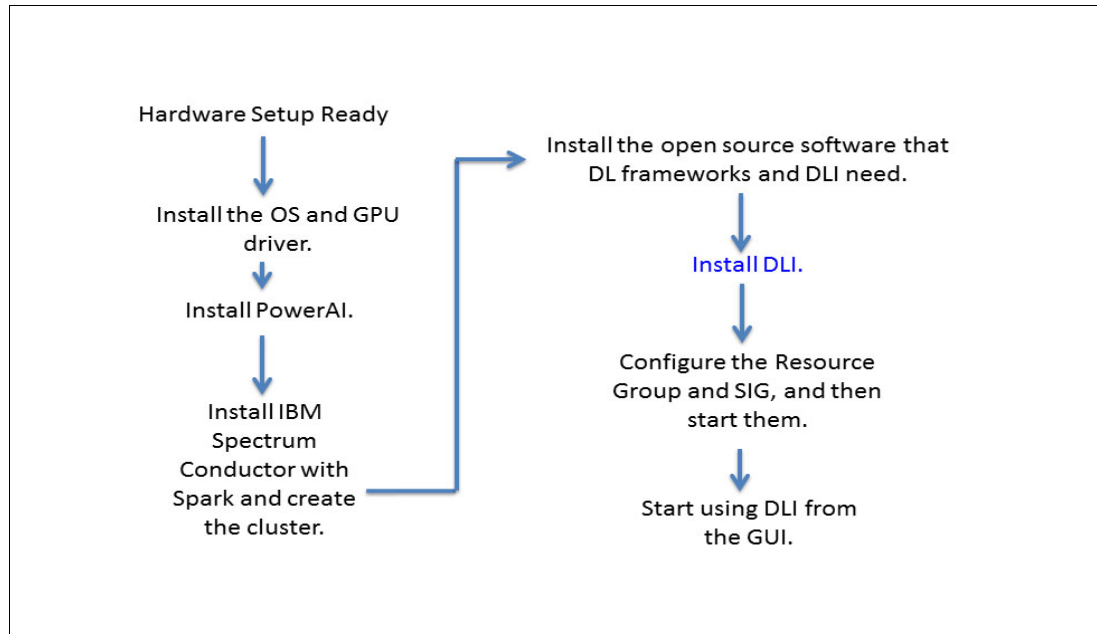 Hardware Setup Ready
Install the OS and GPU
driver.
Install PowerAI.
Install IBM
Spectrum
Conductor with
Spark and create
the cluster.
Install the open source software that
DL frameworks and DLI need.
Install DLI.
Configure the Resource
Group and SIG, and then
start them.
Start using DLI from
the GUI.